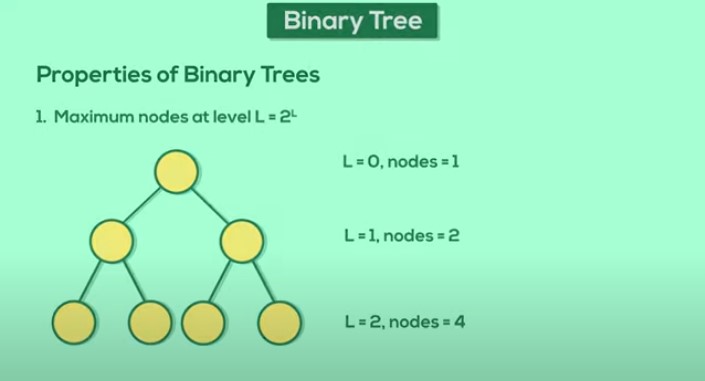 Binary Tree
Properties of Binary Trees
1. Maximum nodes at level L = 2ᴸ
L = 0, nodes = 1
L = 1, nodes = 2
L = 2, nodes = 4